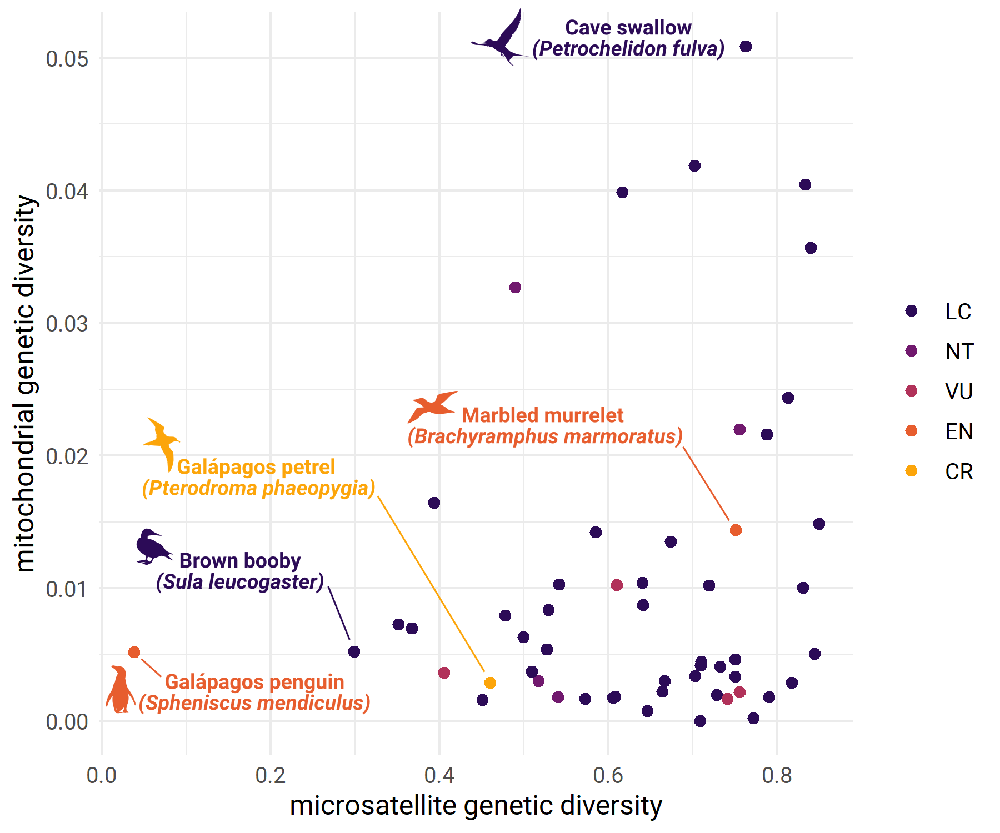 Cave swallow
(Petrochelidon fulva)
0.05
0.04
0.03
0.02
0.01
0.00
mitochondrial genetic diversity
Marbled murrelet
(Brachyramphus marmoratus)
Galápagos petrel
(Pterodroma phaeopygia)
Brown booby
(Sula leucogaster)
Galápagos penguin
(Spheniscus mendiculus)
LC
NT
VU
EN
CR
0.0 0.2 0.4 0.6 0.8
microsatellite genetic diversity